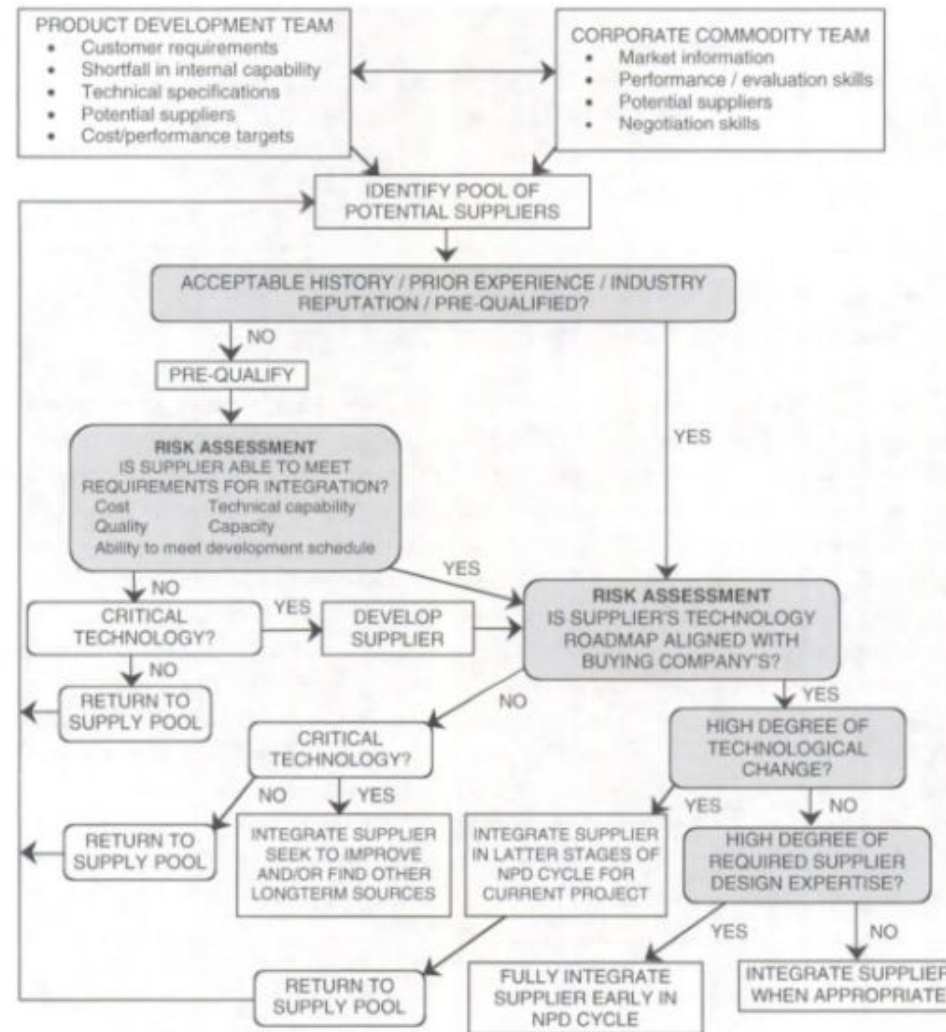 PRODUCT DEVELOPMENT TEAM
• Customer requirements
• Shortfall in internal capability
• Technical specifications
• Potential suppliers
• Cost/performance targets
CORPORATE COMMODITY TEAM
• Market information
• Performance / evaluation skills
• Potential suppliers
• Negotiation skills
IDENTIFY POOL OF
POTENTIAL SUPPLIERS
ACCEPTABLE HISTORY / PRIOR EXPERIENCE / INDUSTRY
REPUTATION / PRE-QUALIFIED?
NO
PRE-QUALIFY
YES
RISK ASSESSMENT
IS SUPPLIER ABLE TO MEET
REQUIREMENTS FOR INTEGRATION?
Cost Technical capability
Quality Capacity
Ability to meet development schedule
NO
YES
CRITICAL
TECHNOLOGY?
YES
DEVELOP
SUPPLIER
RISK ASSESSMENT
IS SUPPLIER'S TECHNOLOGY
ROADMAP ALIGNED WITH
BUYING COMPANY'S?
NO
RETURN TO
SUPPLY POOL
NO
YES
CRITICAL
TECHNOLOGY?
HIGH DEGREE OF
TECHNOLOGICAL
CHANGE?
NO
YES
YES
NO
RETURN TO
SUPPLY POOL
INTEGRATE SUPPLIER
SEEK TO IMPROVE
AND/OR FIND OTHER
LONGTERM SOURCES
INTEGRATE SUPPLIER
IN LATTER STAGES OF
NPD CYCLE FOR
CURRENT PROJECT
HIGH DEGREE OF
REQUIRED SUPPLIER
DESIGN EXPERTISE?
YES
NO
RETURN TO
SUPPLY POOL
FULLY INTEGRATE
SUPPLIER EARLY IN
NPD CYCLE
INTEGRATE SUPPLIER
WHEN APPROPRIATE